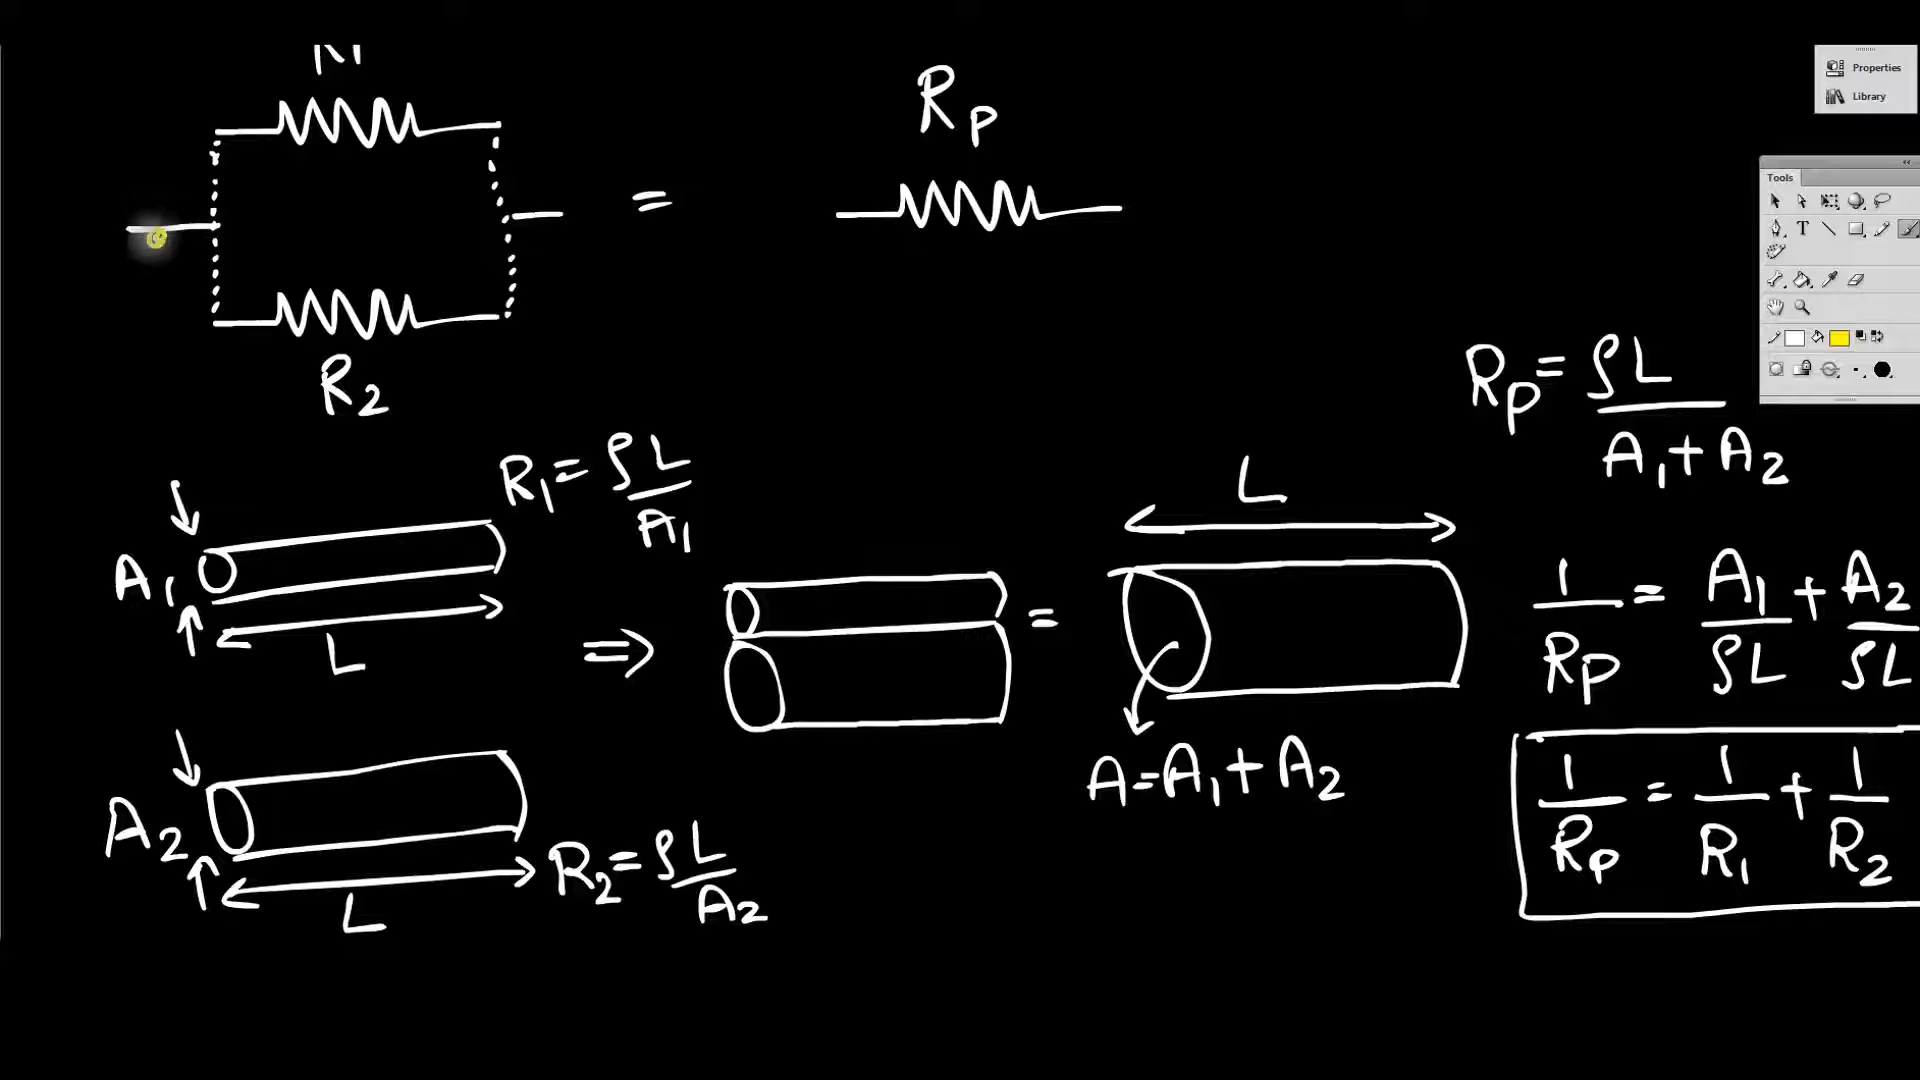 R1
Rp
=
R2
Properties
Library
Tools
T
Rp = ρL / A1 + A2
R1 = ρL / A1
A1
L
⇒
=
L
A = A1 + A2
1/Rp = A1/ρL + A2/ρL
1/Rp = 1/R1 + 1/R2
A2
L
R2 = ρL / A2